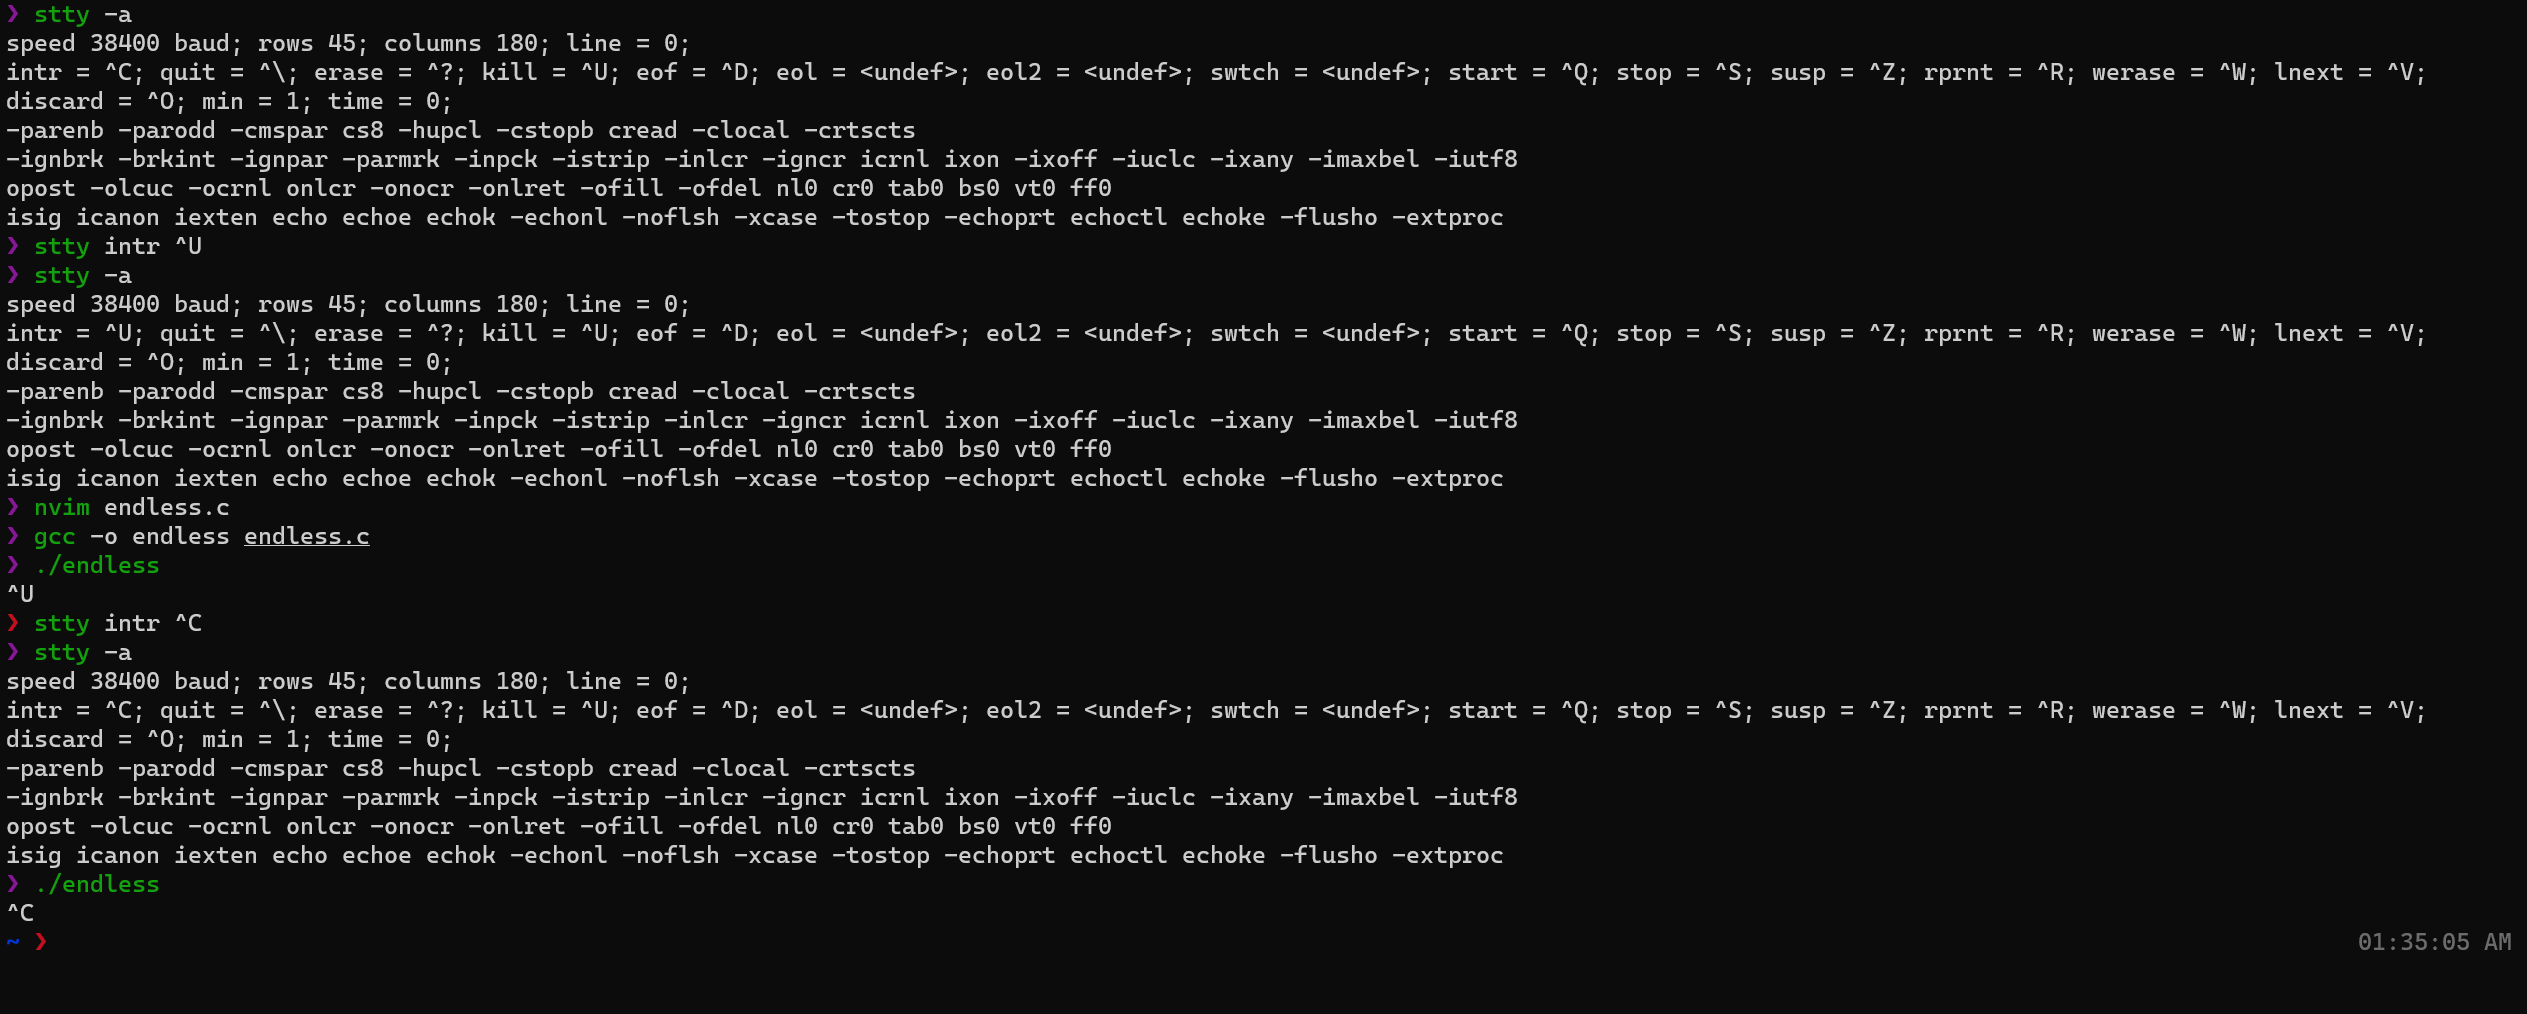 ❯ stty -a
speed 38400 baud; rows 45; columns 180; line = 0;
intr = ^C; quit = ^\; erase = ^?; kill = ^U; eof = ^D; eol = <undef>; eol2 = <undef>; swtch = <undef>; start = ^Q; stop = ^S; susp = ^Z; rprnt = ^R; werase = ^W; lnext = ^V;
discard = ^O; min = 1; time = 0;
-parenb -parodd -cmspar cs8 -hupcl -cstopb cread -clocal -crtscts
-ignbrk -brkint -ignpar -parmrk -inpck -istrip -inlcr -igncr icrnl ixon -ixoff -iuclc -ixany -imaxbel -iutf8
opost -olcuc -ocrnl onlcr -onocr -onlret -ofill -ofdel nl0 cr0 tab0 bs0 vt0 ff0
isig icanon iexten echo echoe echok -echonl -noflsh -xcase -tostop -echoprt echoctl echoke -flusho -extproc
❯ stty intr ^U
❯ stty -a
speed 38400 baud; rows 45; columns 180; line = 0;
intr = ^U; quit = ^\; erase = ^?; kill = ^U; eof = ^D; eol = <undef>; eol2 = <undef>; swtch = <undef>; start = ^Q; stop = ^S; susp = ^Z; rprnt = ^R; werase = ^W; lnext = ^V;
discard = ^O; min = 1; time = 0;
-parenb -parodd -cmspar cs8 -hupcl -cstopb cread -clocal -crtscts
-ignbrk -brkint -ignpar -parmrk -inpck -istrip -inlcr -igncr icrnl ixon -ixoff -iuclc -ixany -imaxbel -iutf8
opost -olcuc -ocrnl onlcr -onocr -onlret -ofill -ofdel nl0 cr0 tab0 bs0 vt0 ff0
isig icanon iexten echo echoe echok -echonl -noflsh -xcase -tostop -echoprt echoctl echoke -flusho -extproc
❯ nvim endless.c
❯ gcc -o endless endless.c
❯ ./endless
^U
❯ stty intr ^C
❯ stty -a
speed 38400 baud; rows 45; columns 180; line = 0;
intr = ^C; quit = ^\; erase = ^?; kill = ^U; eof = ^D; eol = <undef>; eol2 = <undef>; swtch = <undef>; start = ^Q; stop = ^S; susp = ^Z; rprnt = ^R; werase = ^W; lnext = ^V;
discard = ^O; min = 1; time = 0;
-parenb -parodd -cmspar cs8 -hupcl -cstopb cread -clocal -crtscts
-ignbrk -brkint -ignpar -parmrk -inpck -istrip -inlcr -igncr icrnl ixon -ixoff -iuclc -ixany -imaxbel -iutf8
opost -olcuc -ocrnl onlcr -onocr -onlret -ofill -ofdel nl0 cr0 tab0 bs0 vt0 ff0
isig icanon iexten echo echoe echok -echonl -noflsh -xcase -tostop -echoprt echoctl echoke -flusho -extproc
❯ ./endless
^C
~ ❯ 01:35:05 AM